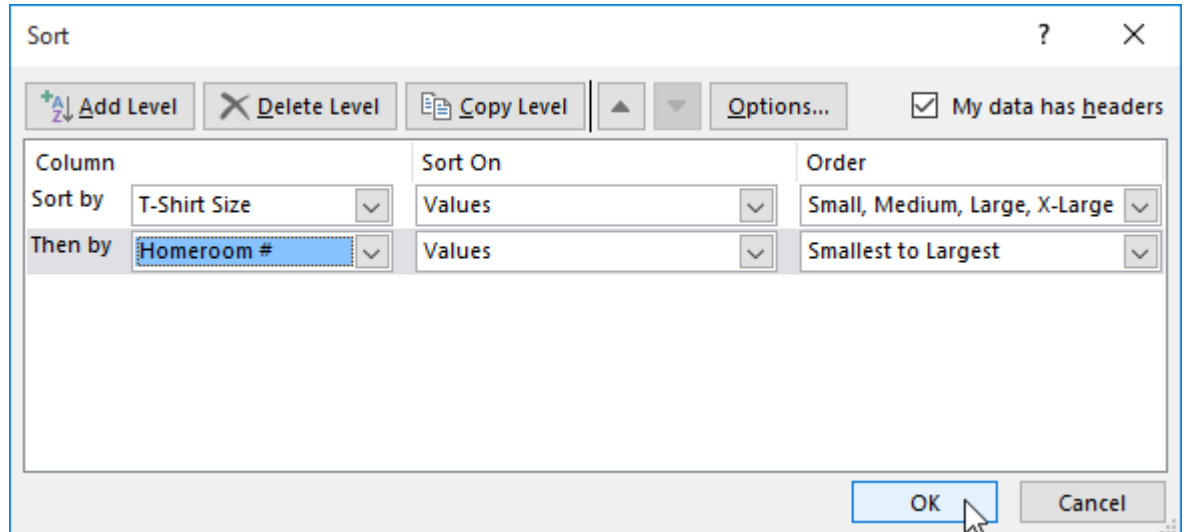 Sort ?
Add Level Delete Level Copy Level Options... My data has headers
Column Sort On Order
Sort by T-Shirt Size Values Small, Medium, Large, X-Large
Then by Homeroom # Values Smallest to Largest
OK Cancel